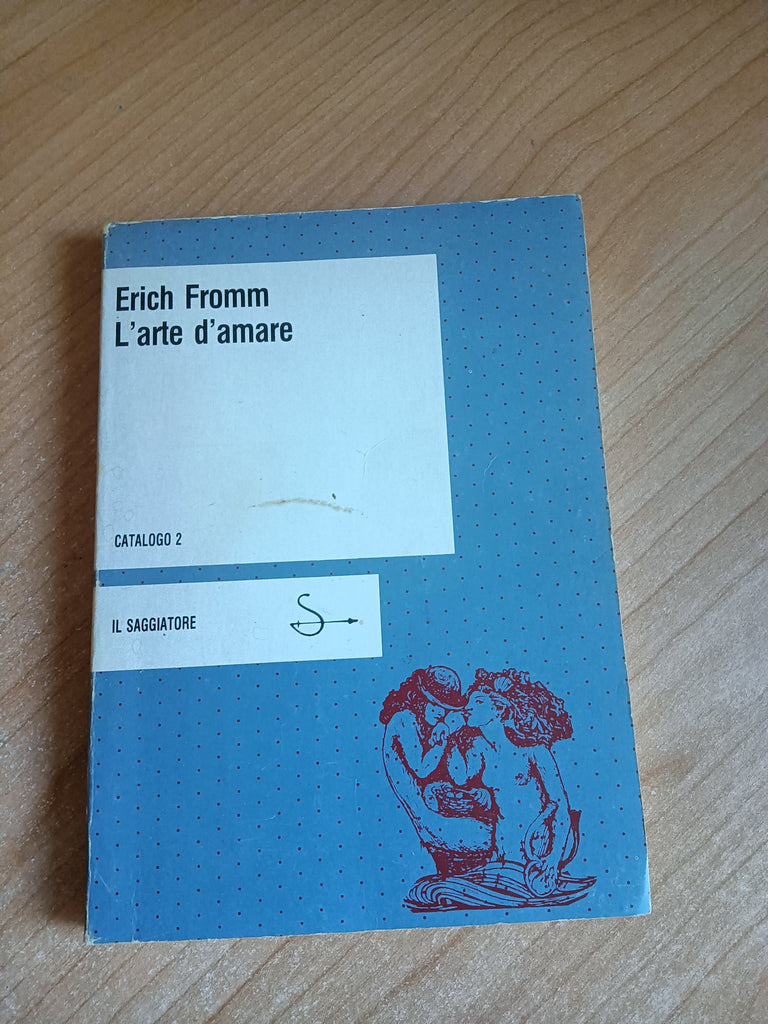 Erich Fromm
L'arte d'amare
CATALOGO 2
IL SAGGIATORE